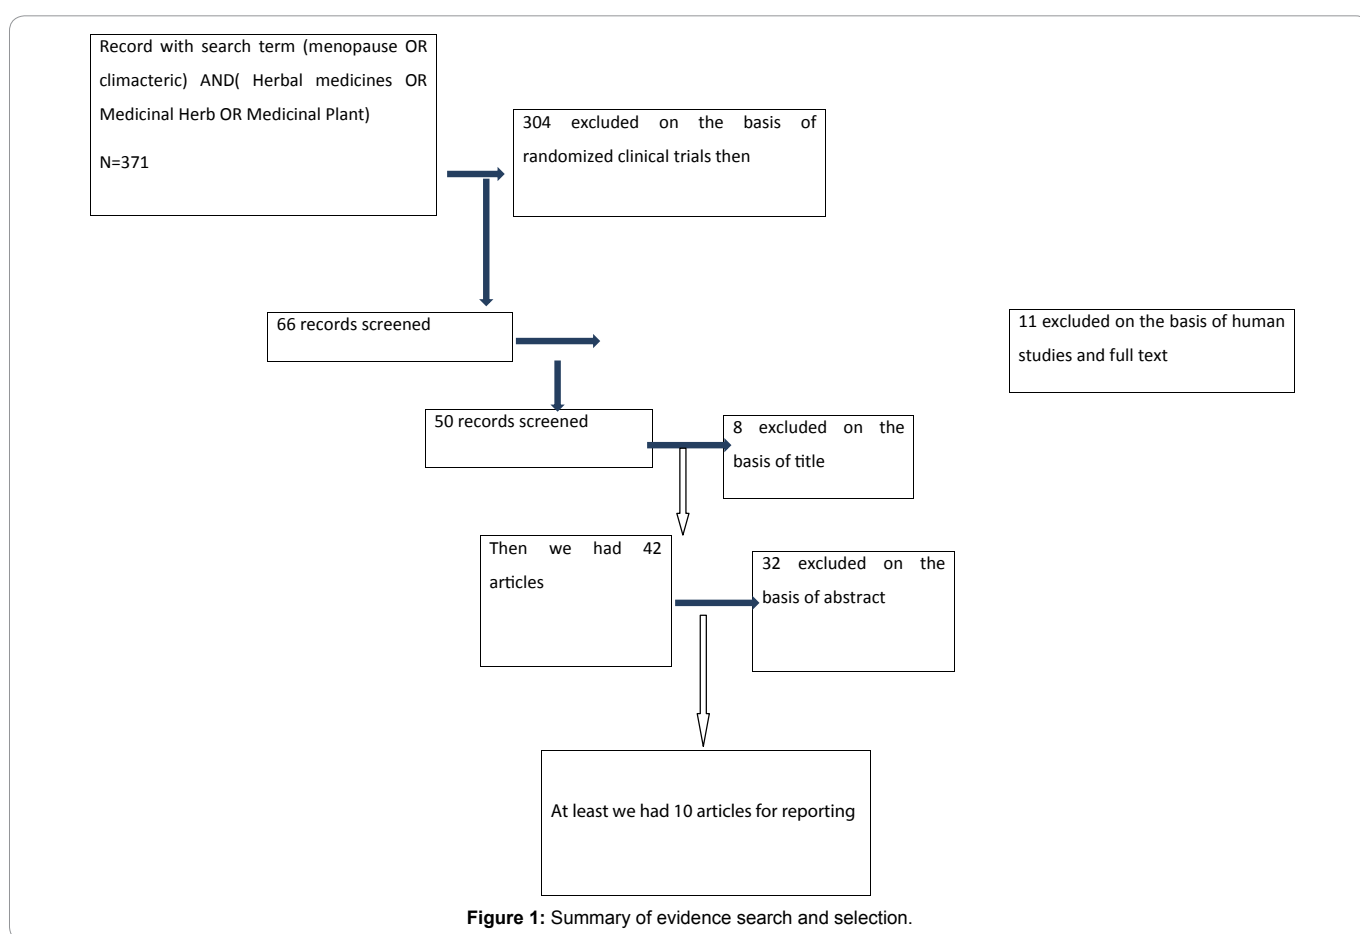 Record with search term (menopause OR
climacteric) AND( Herbal medicines OR
Medicinal Herb OR Medicinal Plant)
N=371
304 excluded on the basis of
randomized clinical trials then
66 records screened
11 excluded on the basis of human
studies and full text
50 records screened
8 excluded on the
basis of title
Then we had 42
articles
32 excluded on the
basis of abstract
At least we had 10 articles for reporting
Figure 1: Summary of evidence search and selection.